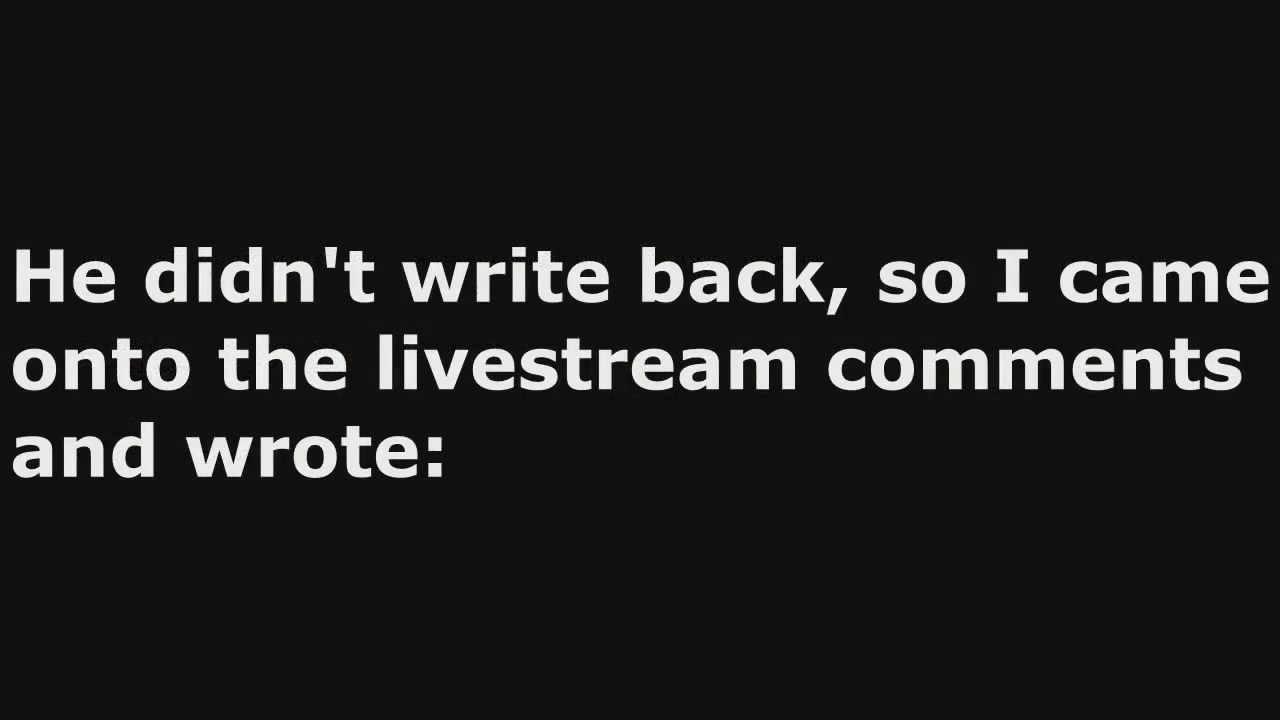 He didn't write back, so I came
onto the livestream comments
and wrote: